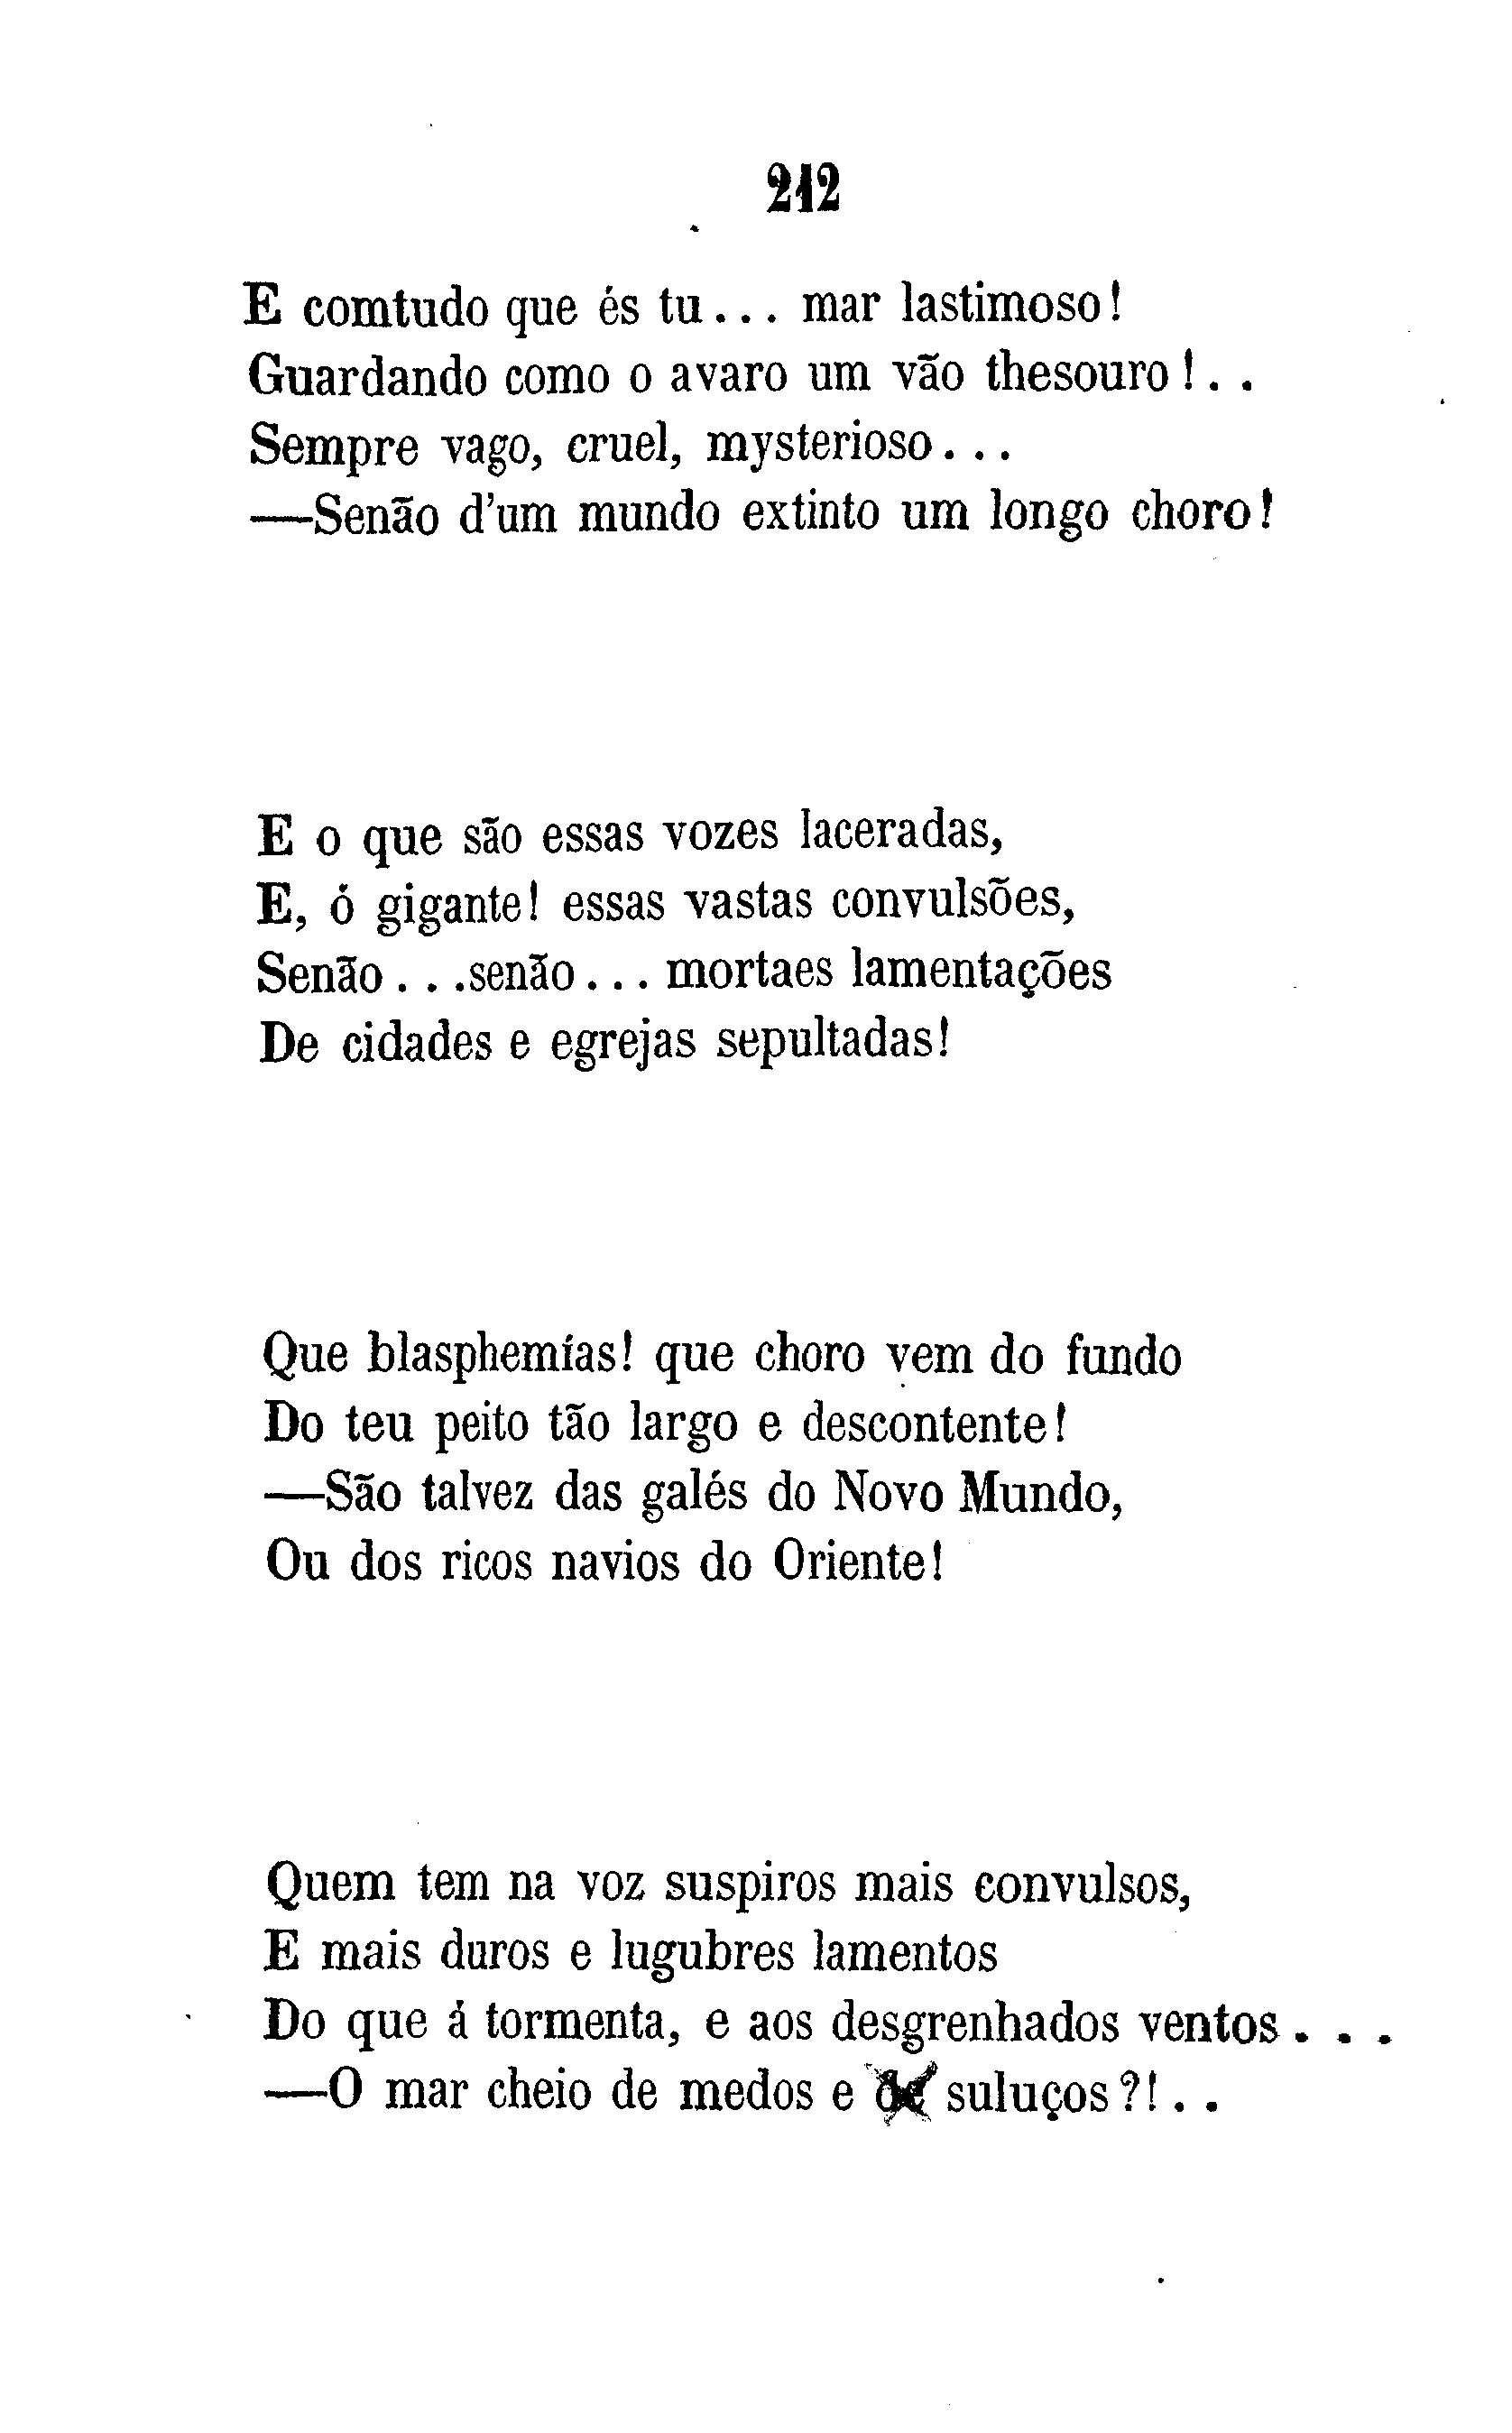 212
E comtudo que és tu... mar lastimoso!
Guardando como o avaro um vão thesouro!..
Sempre vago, cruel, mysterioso...
—Senão d'um mundo extinto um longo choro!
E o que são essas vozes laceradas,
E, ó gigante! essas vastas convulsões,
Senão...senão... mortaes lamentações
De cidades e egrejas sepultadas!
Que blasphemías! que choro vem do fundo
Do teu peito tão largo e descontente!
—São talvez das galés do Novo Mundo,
Ou dos ricos navios do Oriente!
Quem tem na voz suspiros mais convulsos,
E mais duros e lugubres lamentos
Do que á tormenta, e aos desgrenhados ventos...
—O mar cheio de medos e suluços?!..